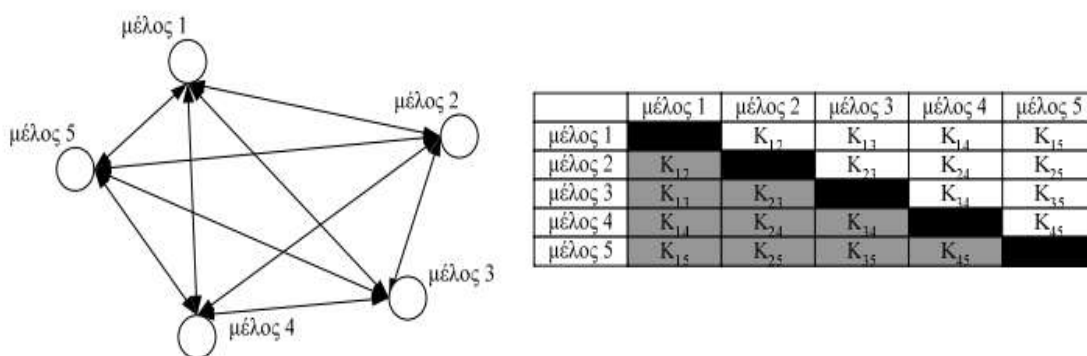 μέλος 1
μέλος 2
μέλος 5
μέλος 3
μέλος 4
μέλος 1 μέλος 2 μέλος 3 μέλος 4 μέλος 5
μέλος 1 K12 K13 K14 K15
μέλος 2 K12 K23 K24 K25
μέλος 3 K13 K23 K34 K35
μέλος 4 K14 K24 K34 K45
μέλος 5 K15 K25 K35 K45